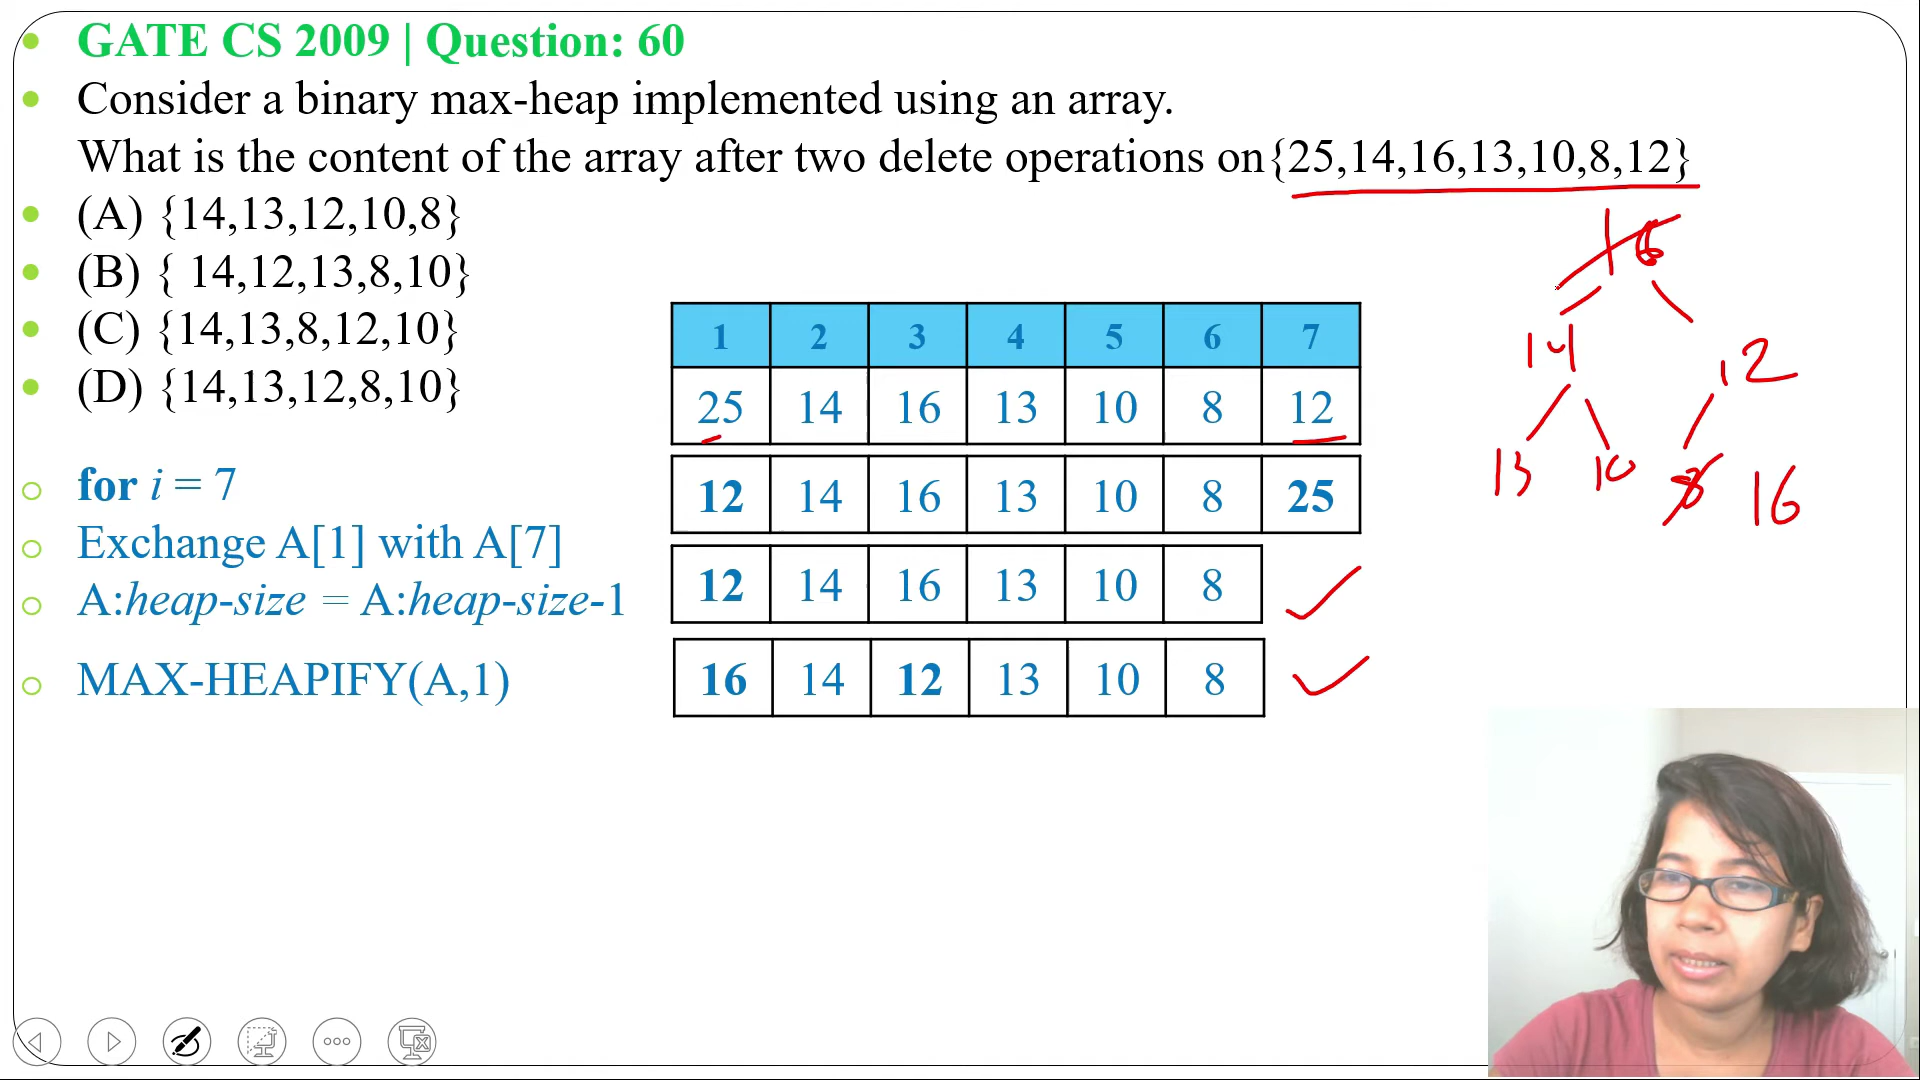 GATE CS 2009 | Question: 60
Consider a binary max-heap implemented using an array.
What is the content of the array after two delete operations on{25,14,16,13,10,8,12}
(A) {14,13,12,10,8}
(B) { 14,12,13,8,10}
(C) {14,13,8,12,10}
(D) {14,13,12,8,10}
for i = 7
Exchange A[1] with A[7]
A:heap-size = A:heap-size-1
MAX-HEAPIFY(A,1)
1 2 3 4 5 6 7
25 14 16 13 10 8 12
12 14 16 13 10 8 25
12 14 16 13 10 8
16 14 12 13 10 8
16
14 12
13 10 8 16